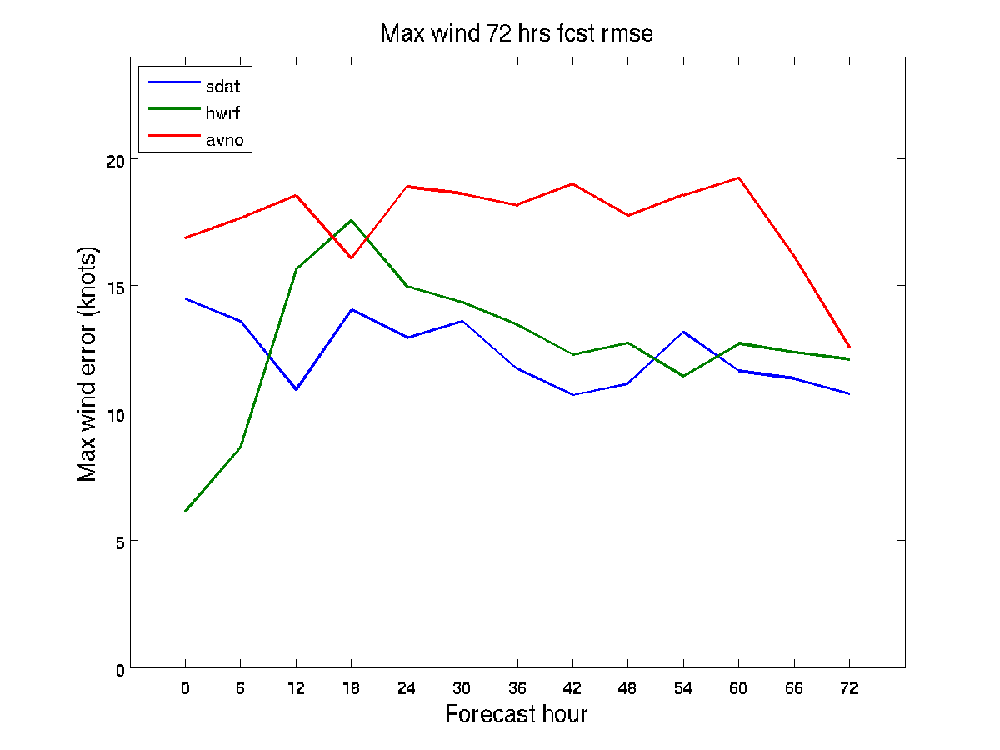 Max wind 72 hrs fcst rmse
sdat
hwrf
avno
20
15
10
5
0
Max wind error (knots)
0 6 12 18 24 30 36 42 48 54 60 66 72
Forecast hour